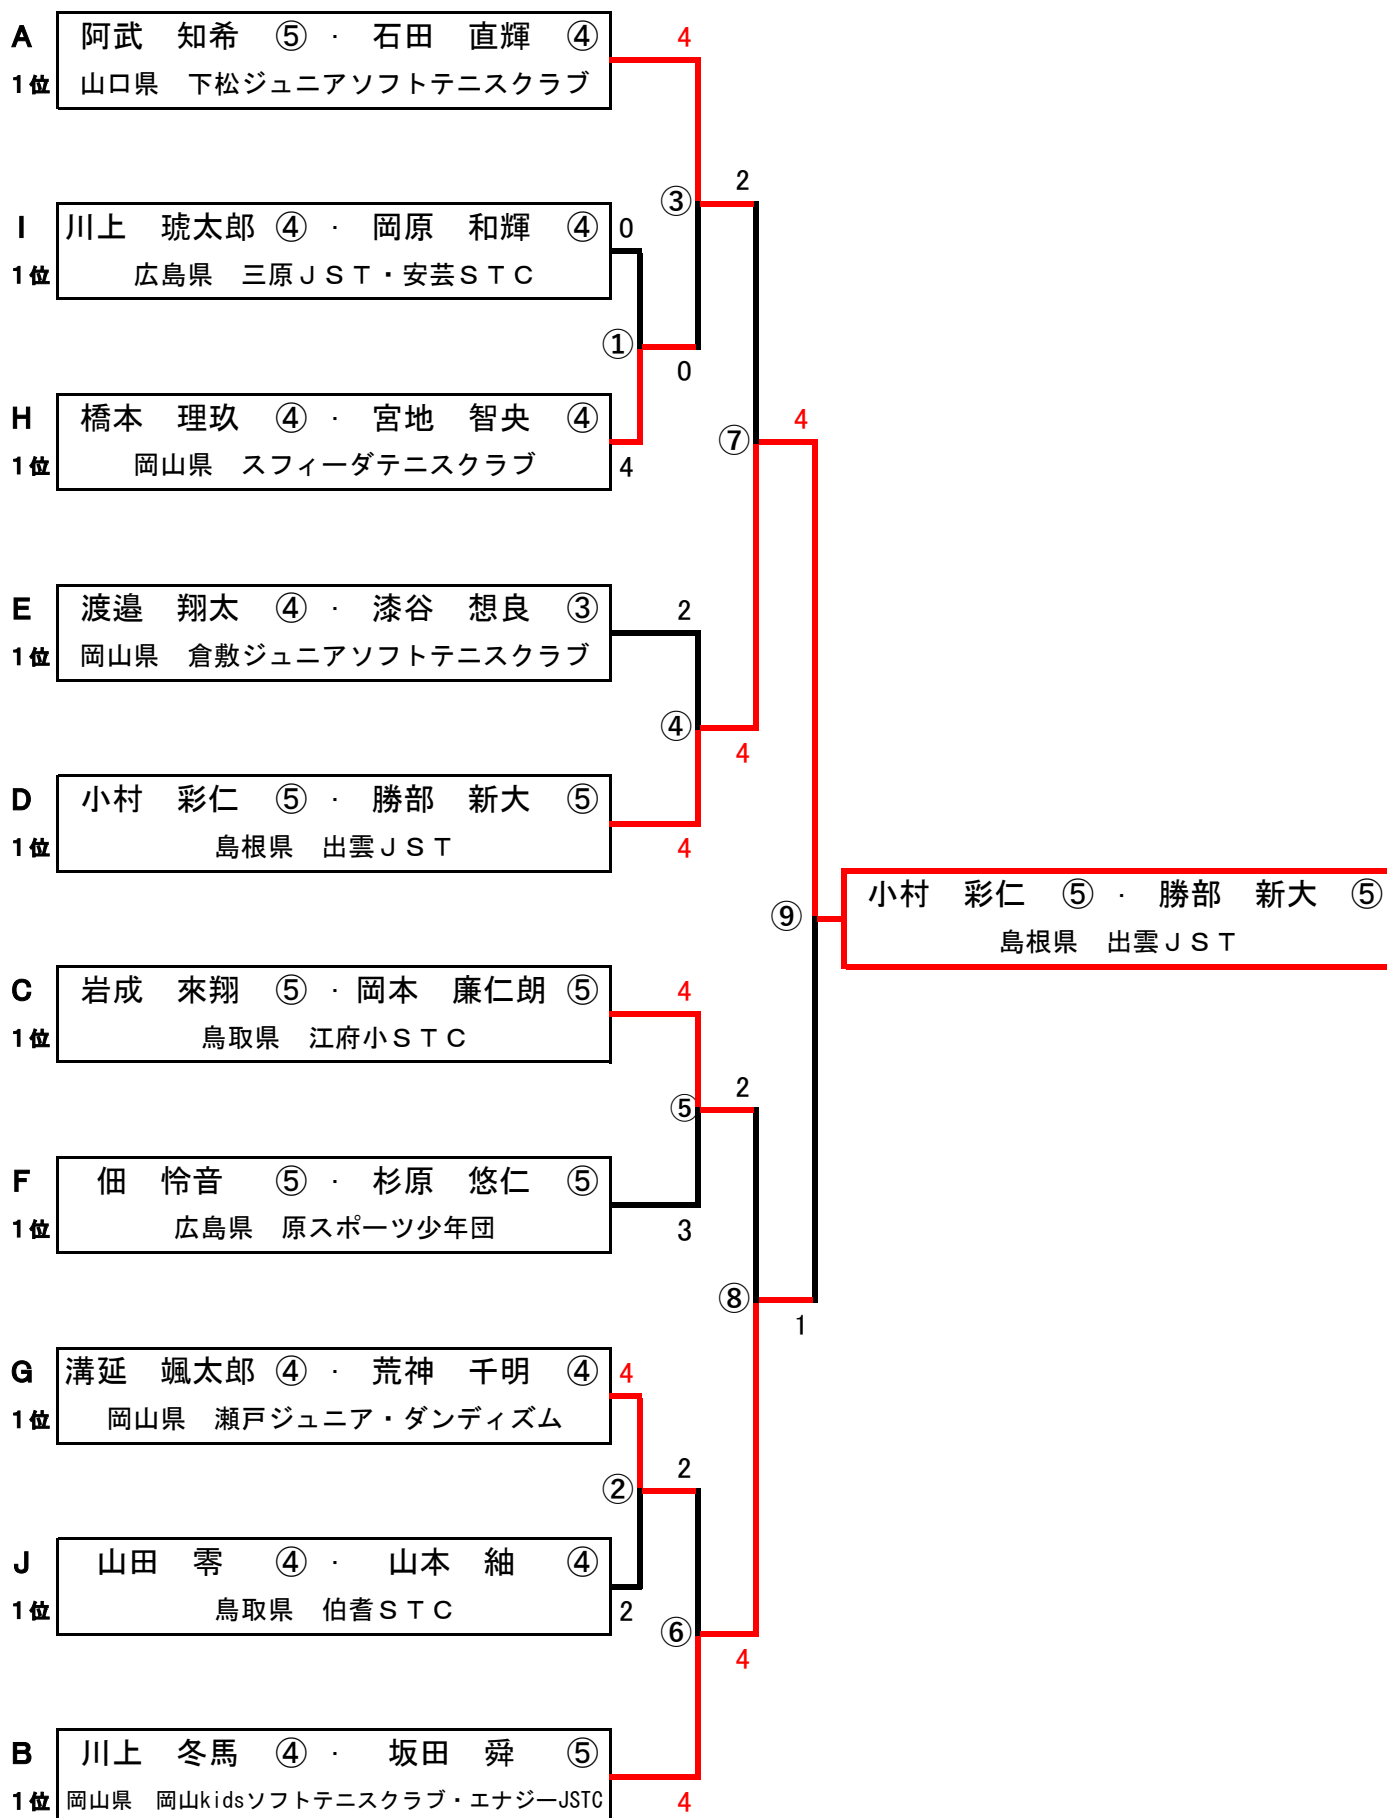 A 阿武　知希　⑤ ・ 石田　直輝　④ 4
1位 山口県　下松ジュニアソフトテニスクラブ
③ 2
I 川上　琥太郎 ④ ・ 岡原　和輝　④ 0
1位 広島県　三原ＪＳＴ・安芸ＳＴＣ
①
0
H 橋本　理玖　④ ・ 宮地　智央　④
1位 岡山県　スフィーダテニスクラブ 4
⑦ 4
E 渡邉　翔太　④ ・ 漆谷　想良　③ 2
1位 岡山県　倉敷ジュニアソフトテニスクラブ
④
4
D 小村　彩仁　⑤ ・ 勝部　新大　⑤
1位 島根県　出雲ＪＳＴ 4
⑨ 小村　彩仁　⑤ ・ 勝部　新大　⑤
島根県　出雲ＪＳＴ
C 岩成　來翔　⑤ ・ 岡本　廉仁朗 ⑤ 4
1位 鳥取県　江府小ＳＴＣ
⑤ 2
F 佃　怜音　⑤ ・ 杉原　悠仁　⑤
1位 広島県　原スポーツ少年団 3
⑧
1
G 溝延　颯太郎 ④ ・ 荒神　千明　④ 4
1位 岡山県　瀬戸ジュニア・ダンディズム
② 2
J 山田　零　④ ・ 山本　紬　④
1位 鳥取県　伯耆ＳＴＣ 2
⑥
4
B 川上　冬馬　④ ・ 坂田　舜　⑤
1位 岡山県　岡山kidsソフトテニスクラブ・エナジーJSTC 4